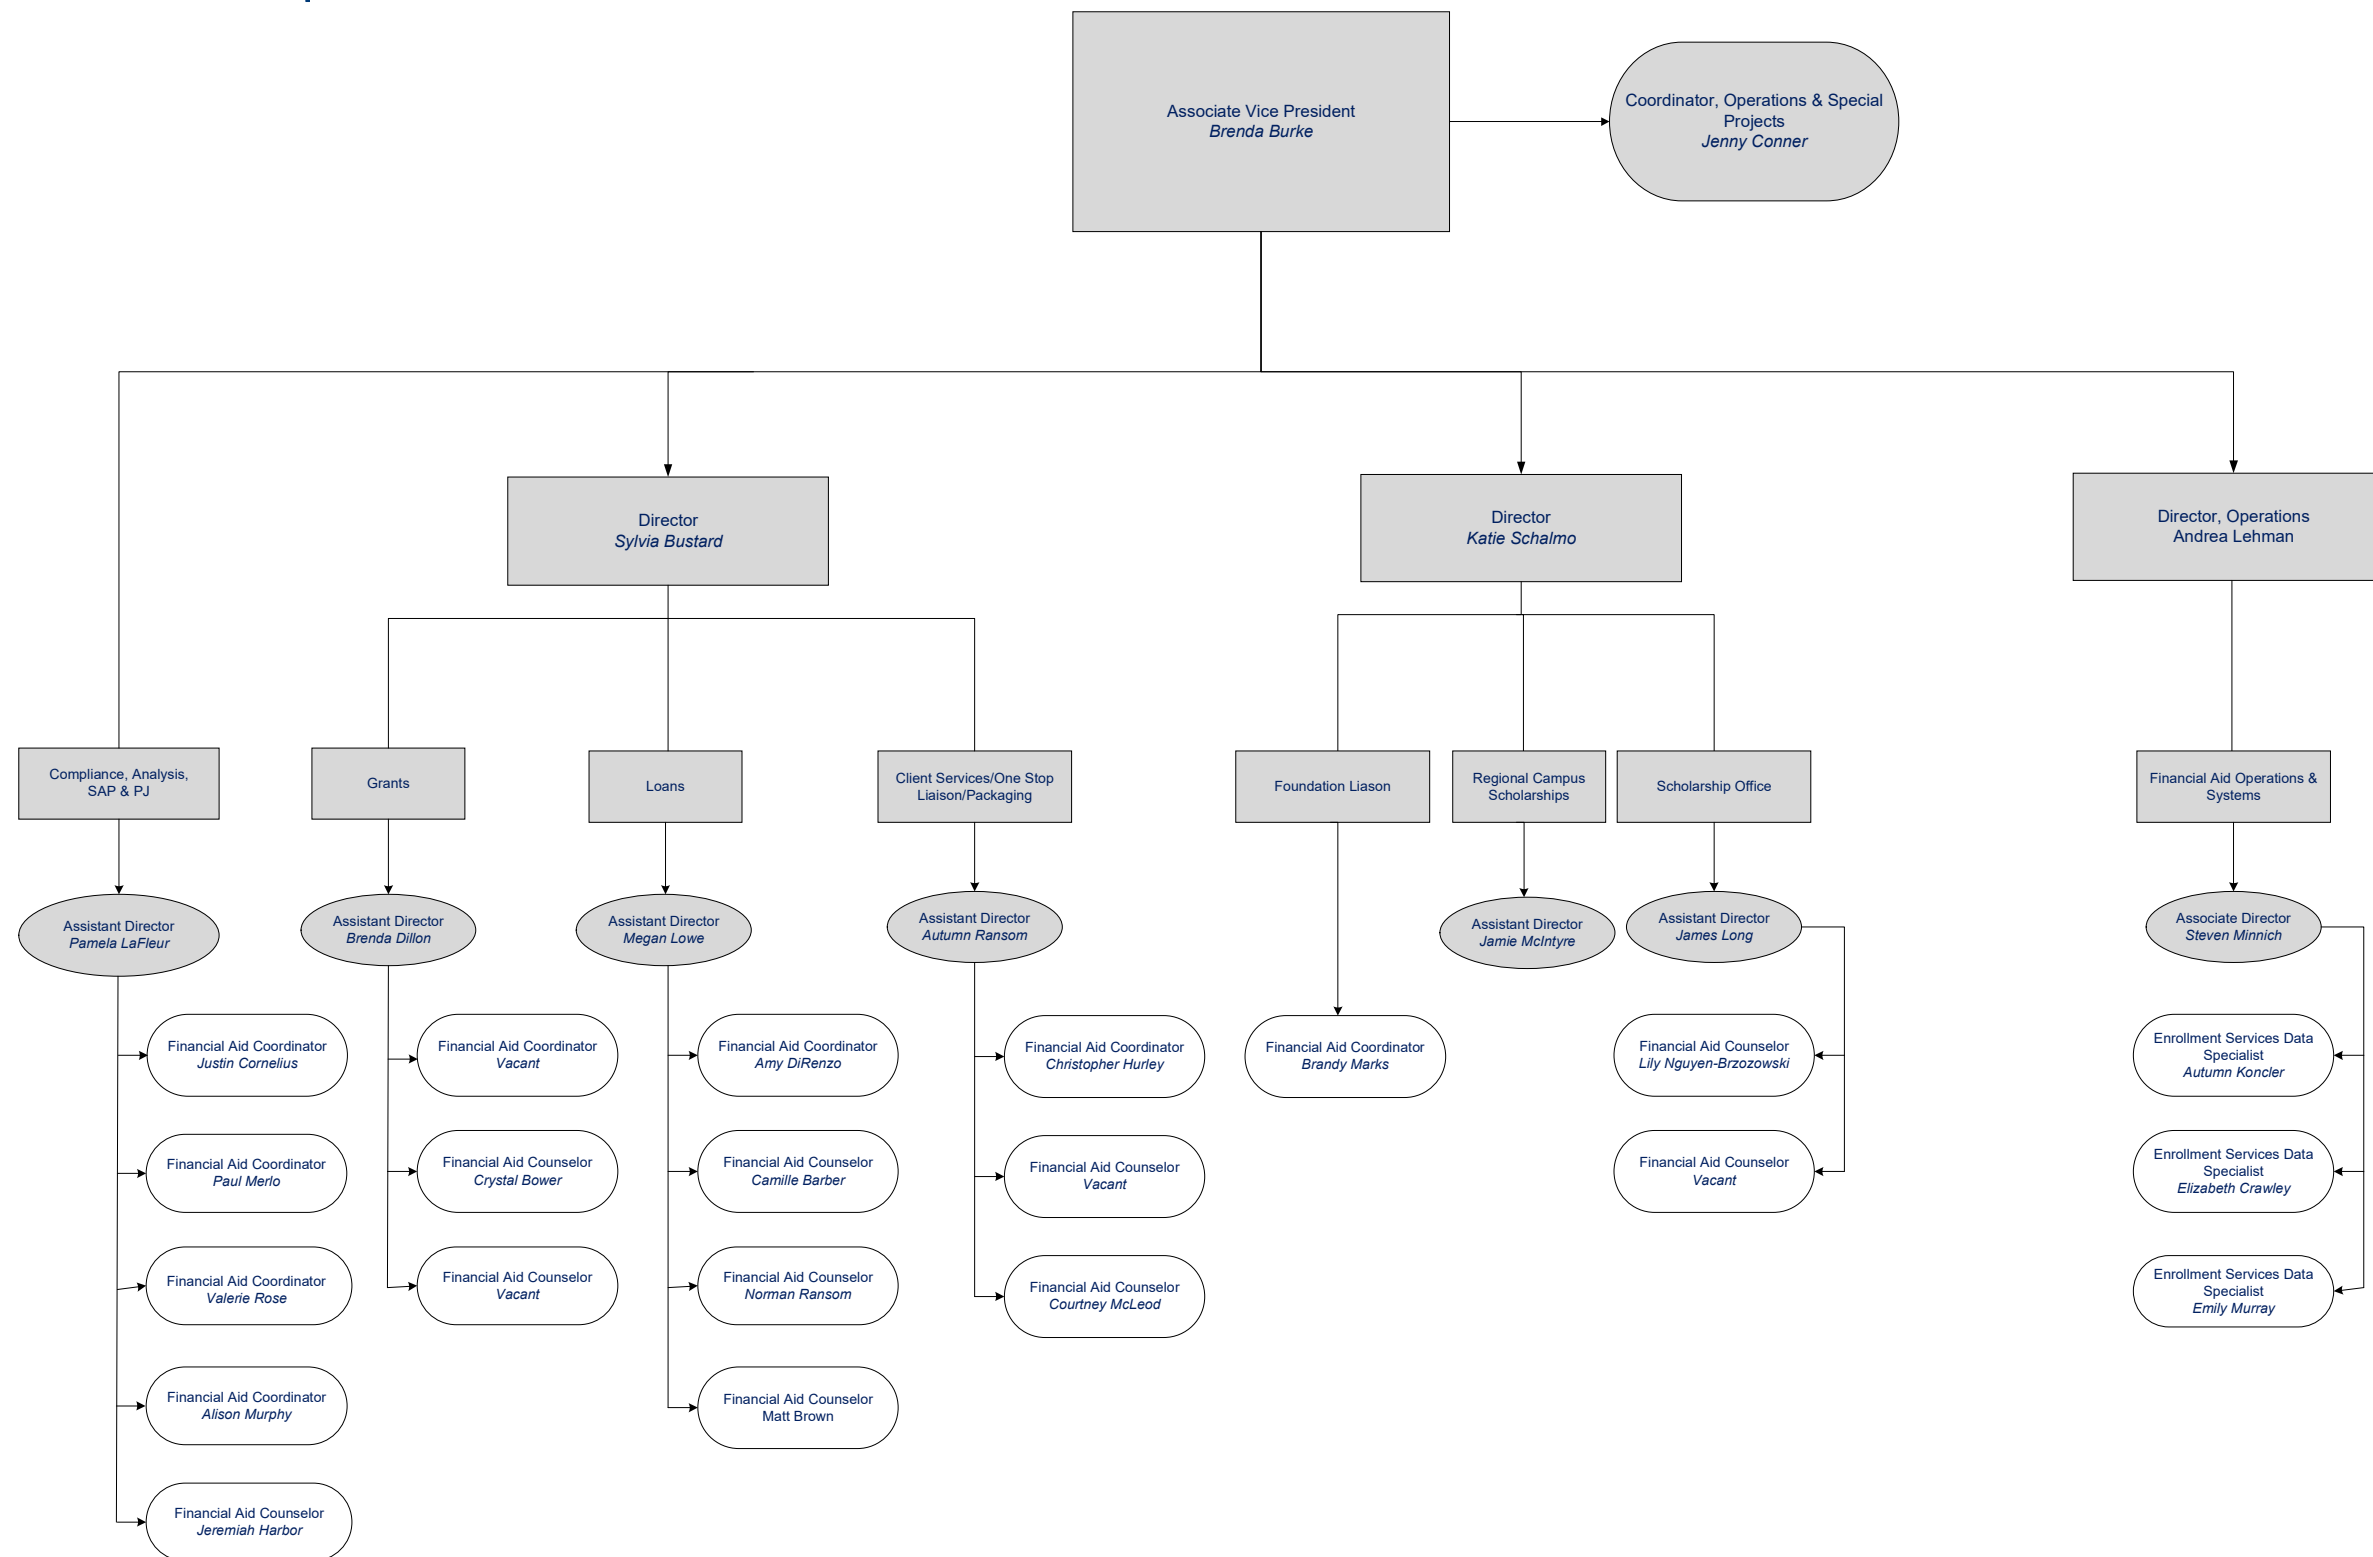 Associate Vice President
Brenda Burke
Coordinator, Operations & Special
Projects
Jenny Conner
Director
Sylvia Bustard
Director
Katie Schalmo
Director, Operations
Andrea Lehman
Compliance, Analysis,
SAP & PJ
Grants
Loans
Client Services/One Stop
Liaison/Packaging
Foundation Liason
Regional Campus
Scholarships
Scholarship Office
Financial Aid Operations &
Systems
Assistant Director
Pamela LaFleur
Assistant Director
Brenda Dillon
Assistant Director
Megan Lowe
Assistant Director
Autumn Ransom
Assistant Director
Jamie McIntyre
Assistant Director
James Long
Associate Director
Steven Minnich
Financial Aid Coordinator
Justin Cornelius
Financial Aid Coordinator
Vacant
Financial Aid Coordinator
Amy DiRenzo
Financial Aid Coordinator
Christopher Hurley
Financial Aid Coordinator
Brandy Marks
Financial Aid Counselor
Lily Nguyen-Brzozowski
Enrollment Services Data
Specialist
Autumn Koncler
Financial Aid Coordinator
Paul Merlo
Financial Aid Counselor
Crystal Bower
Financial Aid Counselor
Camille Barber
Financial Aid Counselor
Vacant
Financial Aid Counselor
Vacant
Enrollment Services Data
Specialist
Elizabeth Crawley
Financial Aid Coordinator
Valerie Rose
Financial Aid Counselor
Vacant
Financial Aid Counselor
Norman Ransom
Financial Aid Counselor
Courtney McLeod
Enrollment Services Data
Specialist
Emily Murray
Financial Aid Coordinator
Alison Murphy
Financial Aid Counselor
Matt Brown
Financial Aid Counselor
Jeremiah Harbor